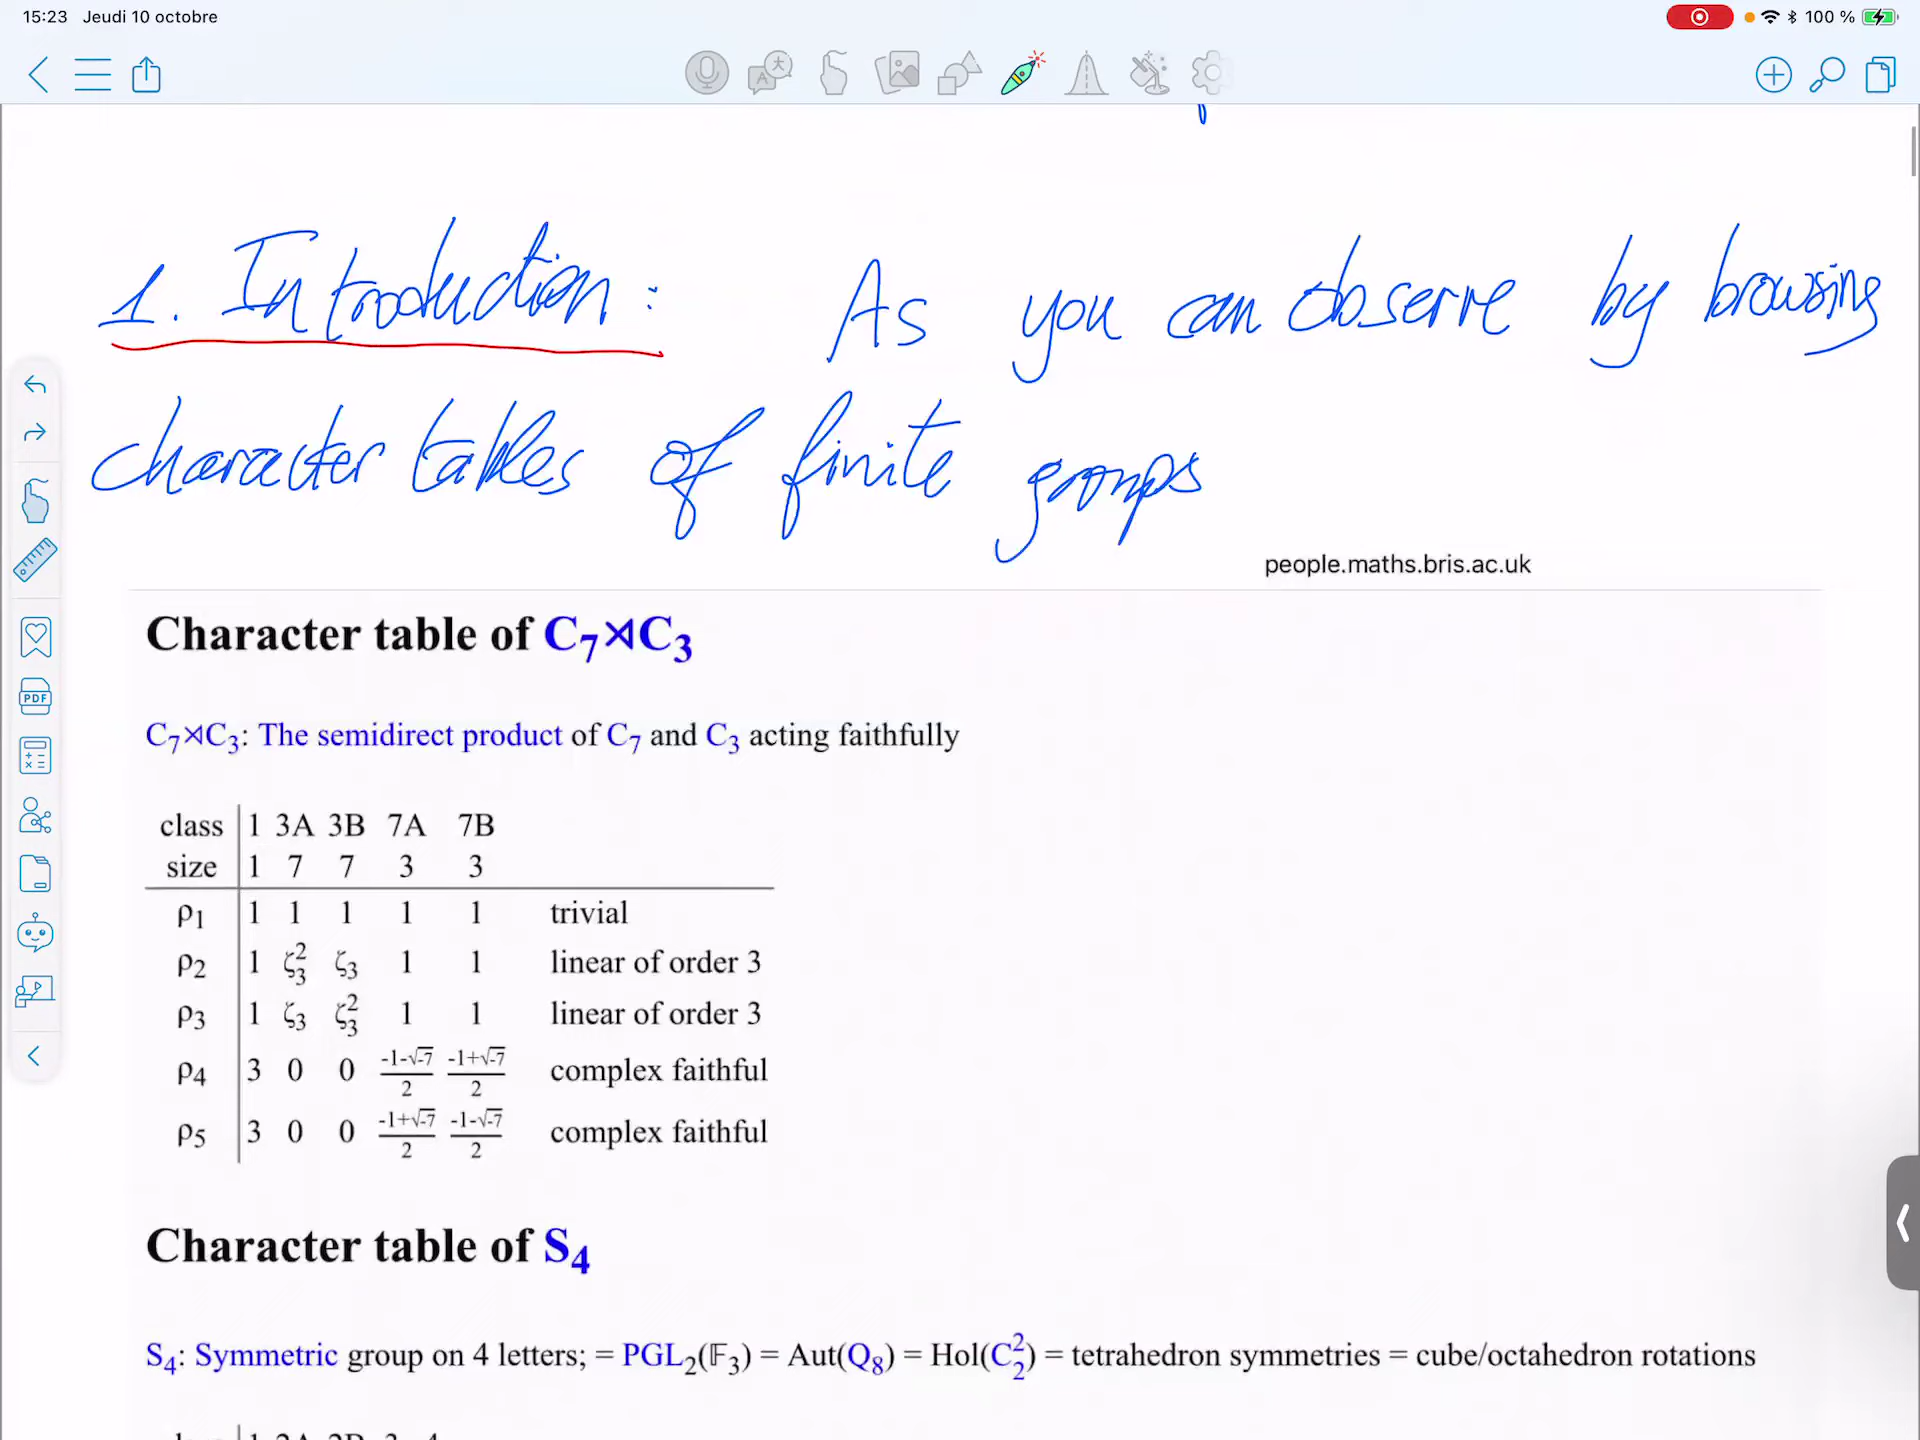 15:23 Jeudi 10 octobre 100 %
1. Introduction: As you can observe by browsing
character tables of finite groups
people.maths.bris.ac.uk
Character table of C₇⋊C₃
C₇⋊C₃: The semidirect product of C₇ and C₃ acting faithfully
class 1 3A 3B 7A 7B
size 1 7 7 3 3
ρ₁ 1 1 1 1 1 trivial
ρ₂ 1 ζ₃² ζ₃ 1 1 linear of order 3
ρ₃ 1 ζ₃ ζ₃² 1 1 linear of order 3
ρ₄ 3 0 0 (-1-√-7)/2 (-1+√-7)/2 complex faithful
ρ₅ 3 0 0 (-1+√-7)/2 (-1-√-7)/2 complex faithful
Character table of S₄
S₄: Symmetric group on 4 letters; = PGL₂(𝔽₃) = Aut(Q₈) = Hol(C₂²) = tetrahedron symmetries = cube/octahedron rotations
PDF